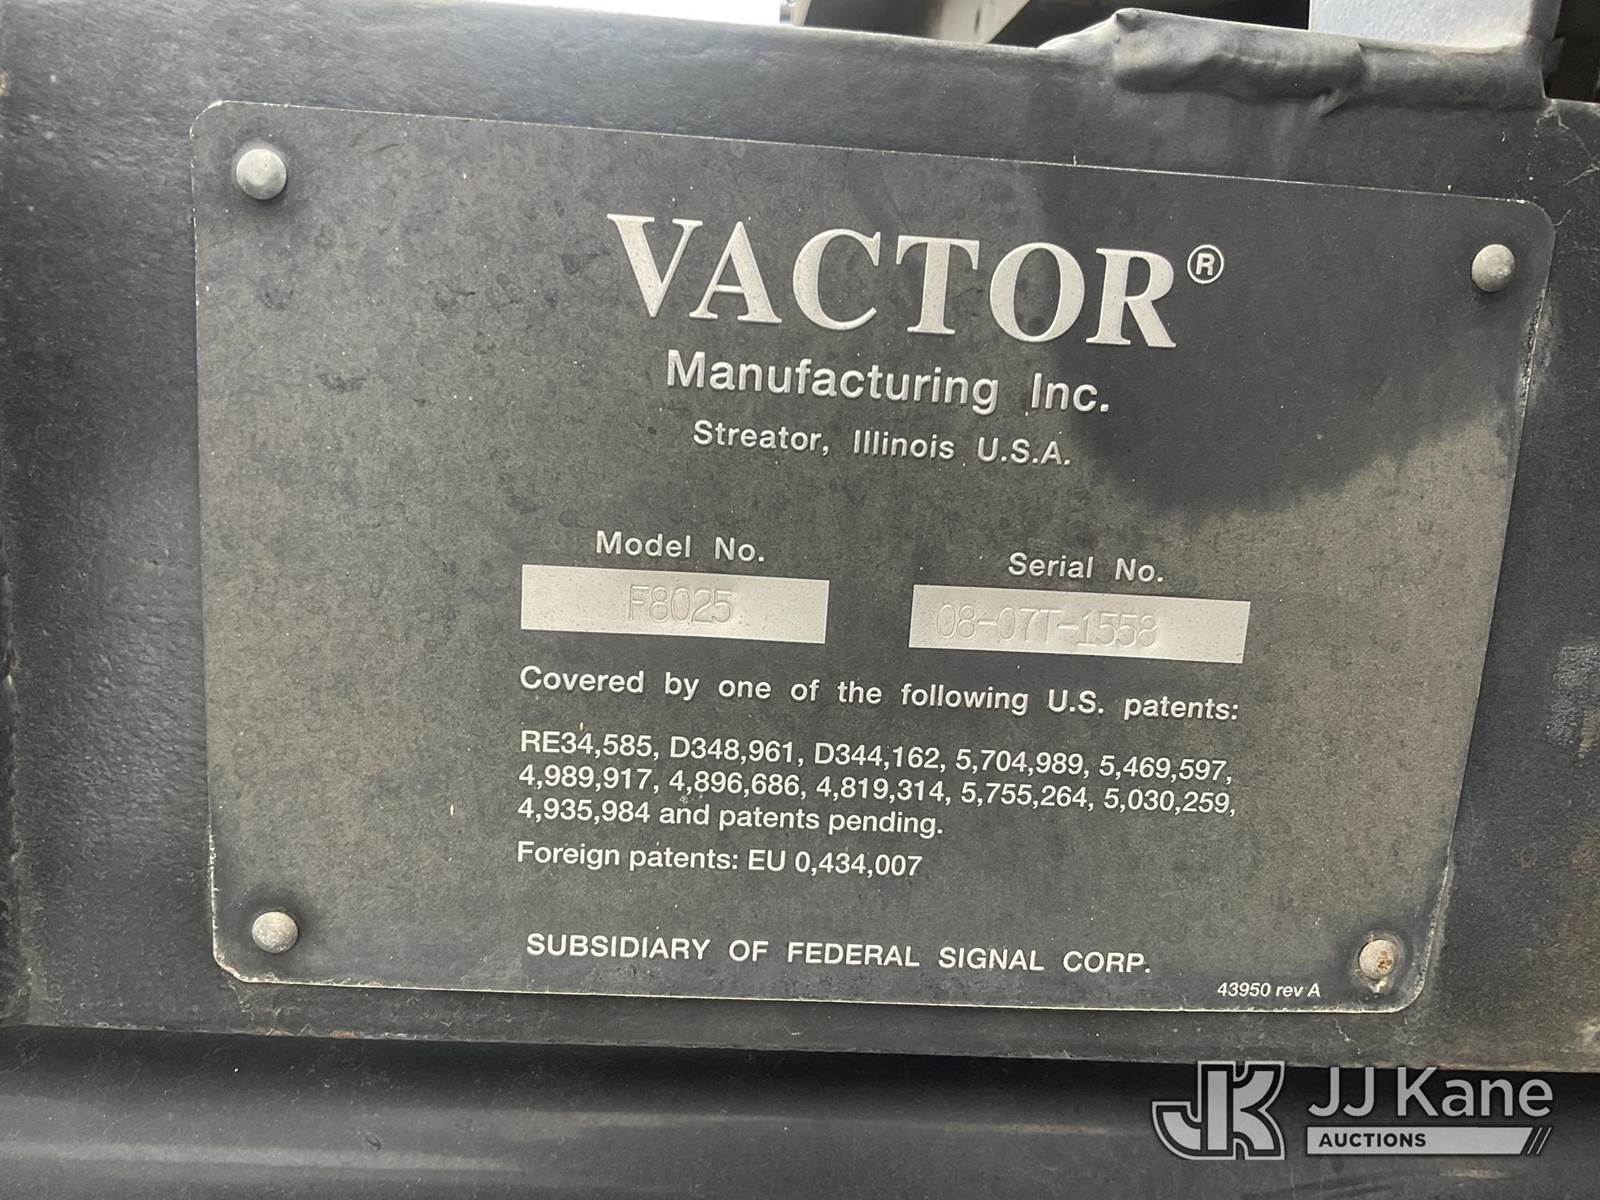 VACTOR®
Manufacturing Inc.
Streator, Illinois U.S.A.
Model No. Serial No.
F8025 08-07T-1558
Covered by one of the following U.S. patents:
RE34,585, D348,961, D344,162, 5,704,989, 5,469,597,
4,989,917, 4,896,686, 4,819,314, 5,755,264, 5,030,259,
4,935,984 and patents pending.
Foreign patents: EU 0,434,007
SUBSIDIARY OF FEDERAL SIGNAL CORP.
43950 rev A
JK JJ Kane
AUCTIONS